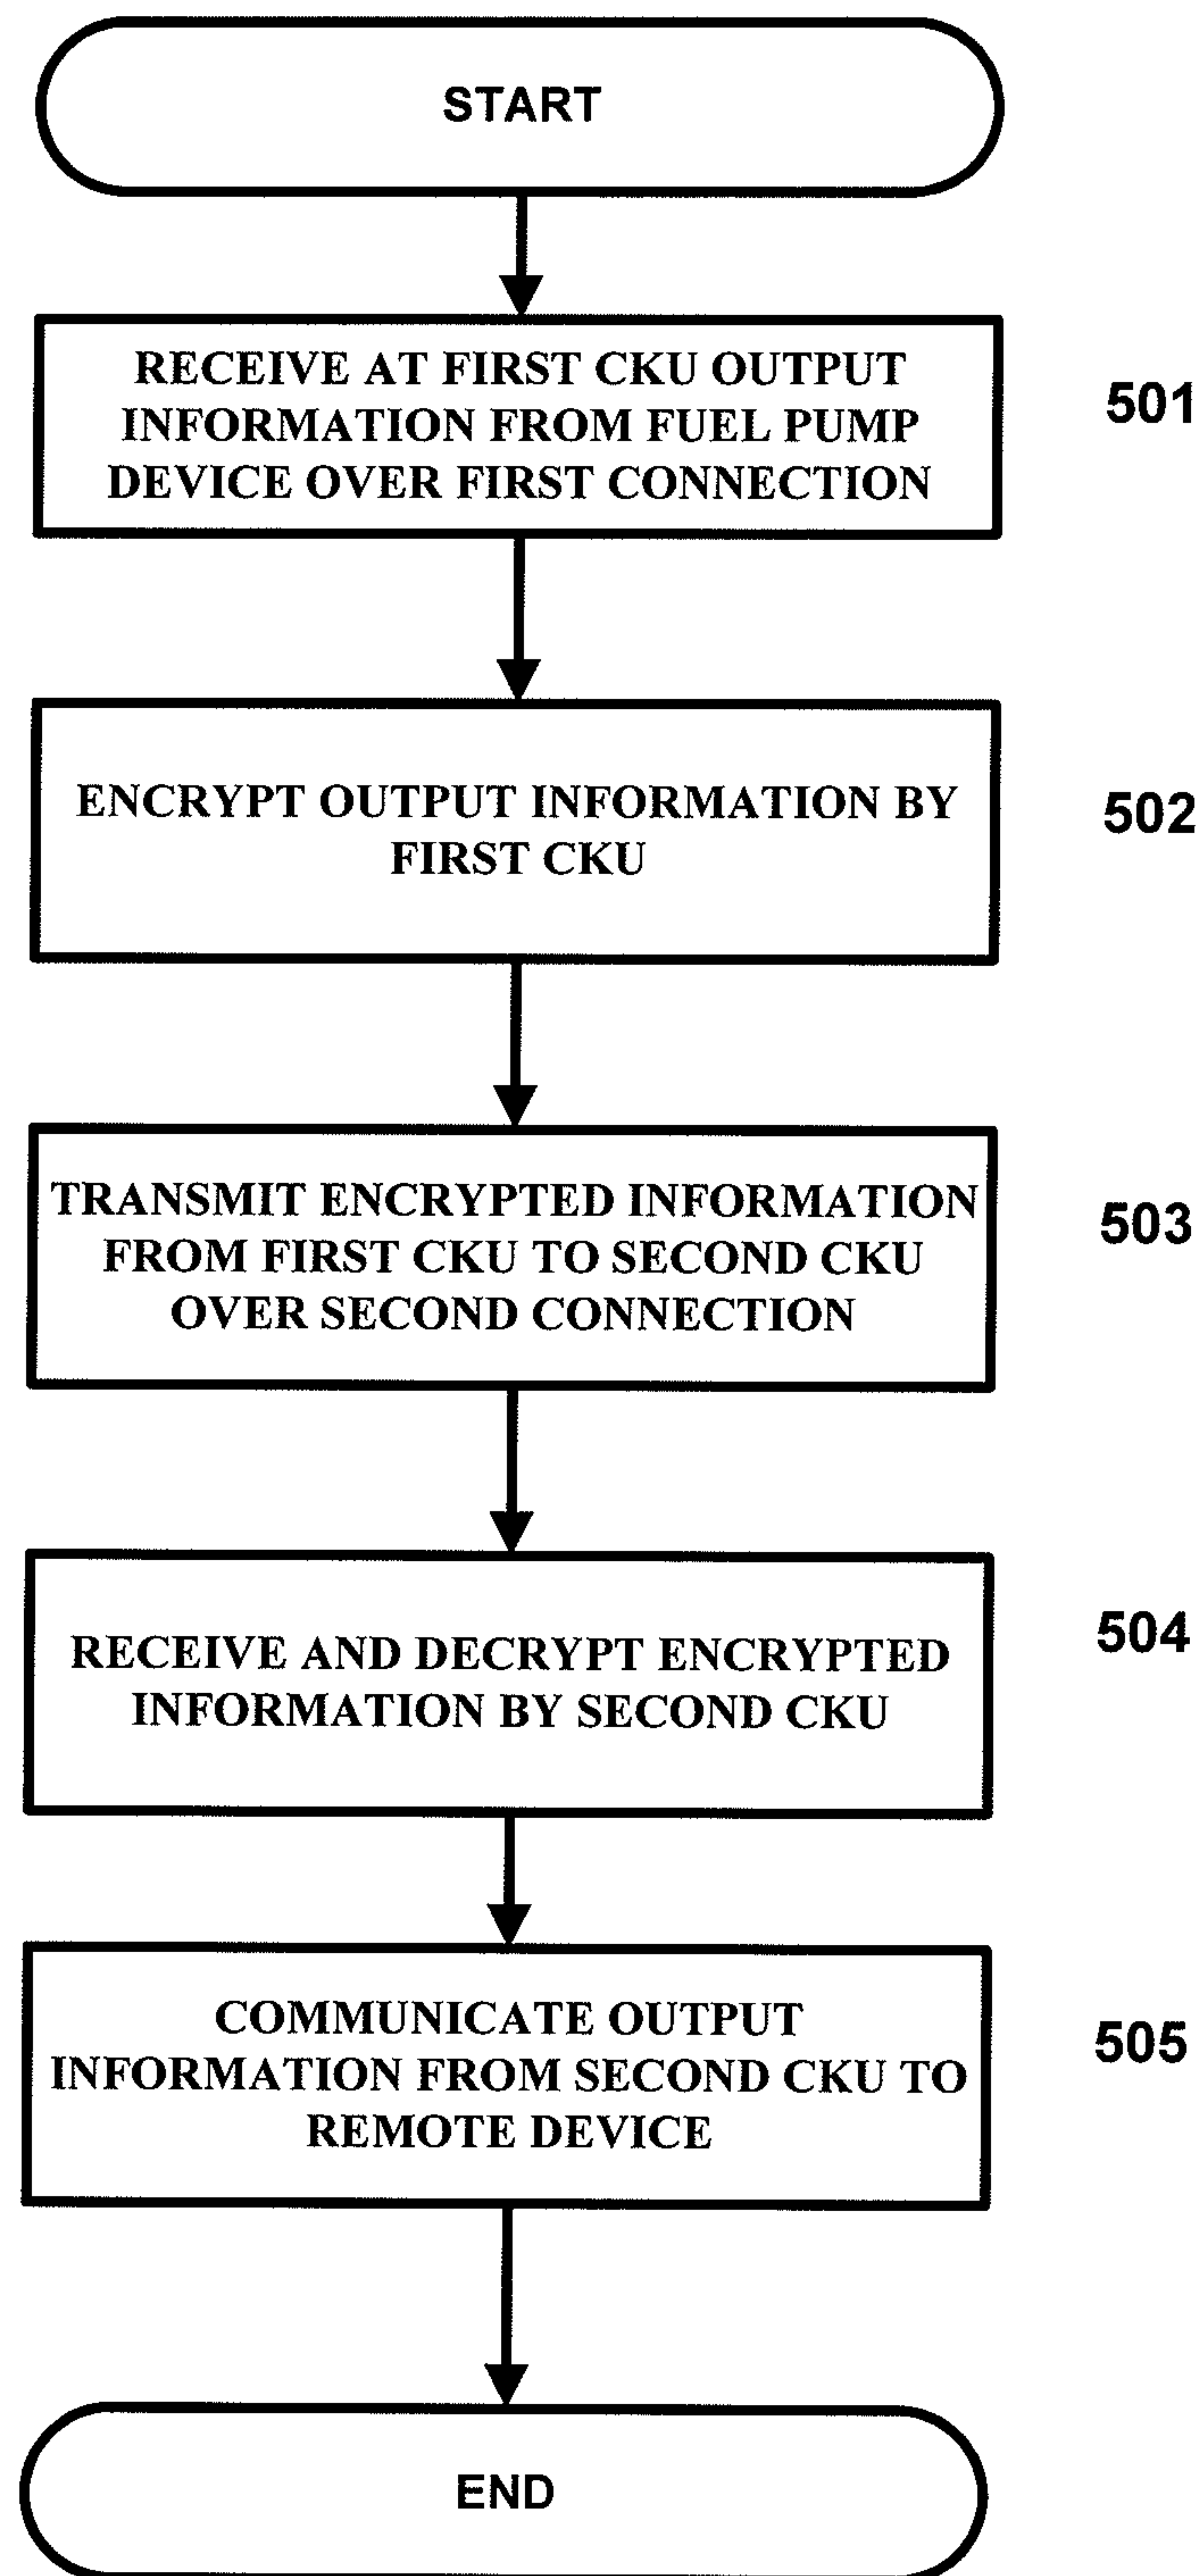 START
RECEIVE AT FIRST CKU OUTPUT
INFORMATION FROM FUEL PUMP
DEVICE OVER FIRST CONNECTION
501
ENCRYPT OUTPUT INFORMATION BY
FIRST CKU
502
TRANSMIT ENCRYPTED INFORMATION
FROM FIRST CKU TO SECOND CKU
OVER SECOND CONNECTION
503
RECEIVE AND DECRYPT ENCRYPTED
INFORMATION BY SECOND CKU
504
COMMUNICATE OUTPUT
INFORMATION FROM SECOND CKU TO
REMOTE DEVICE
505
END